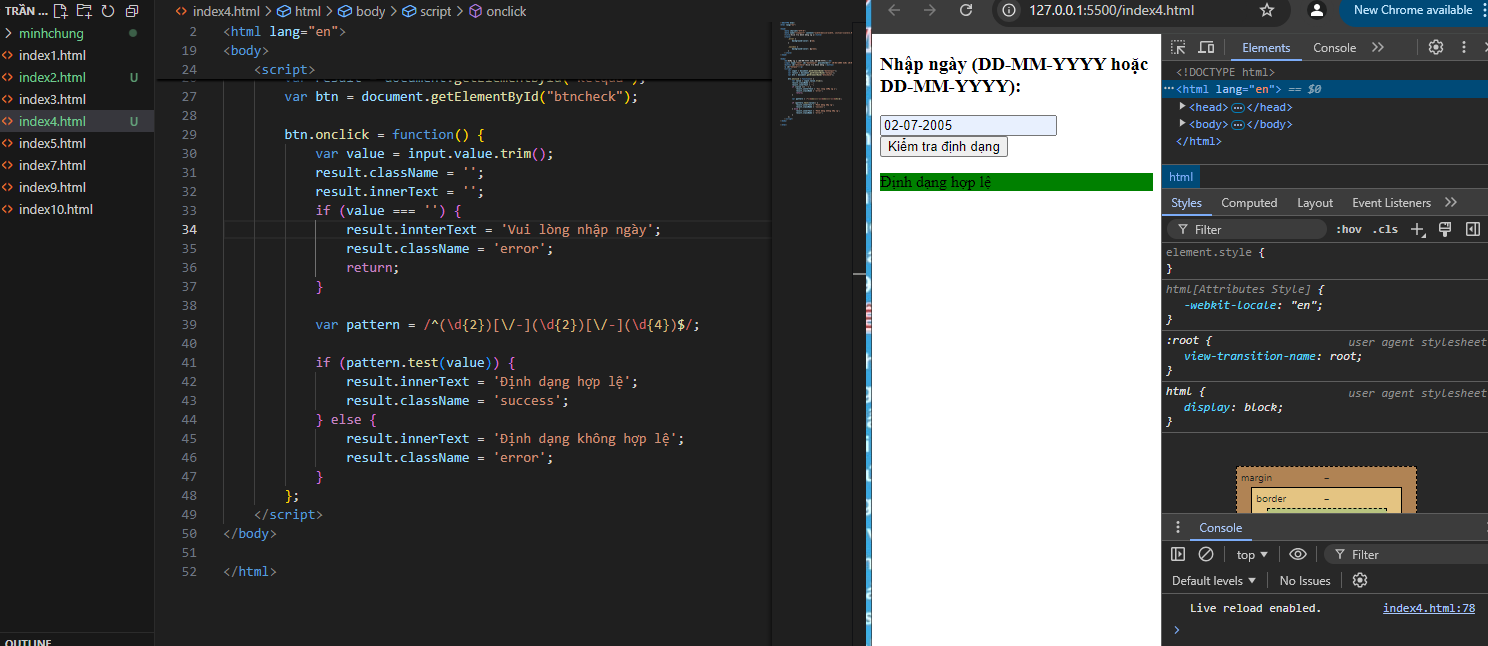 TRẦN ...
minhchung
index1.html
index2.html U
index3.html
index4.html U
index5.html
index7.html
index9.html
index10.html
OUTLINE
index4.html > html > body > script > onclick
2 <html lang="en">
19 <body>
24 <script>
27 var btn = document.getElementById("btncheck");
28
29 btn.onclick = function() {
30 var value = input.value.trim();
31 result.className = '';
32 result.innerText = '';
33 if (value === '') {
34 result.innterText = 'Vui lòng nhập ngày';
35 result.className = 'error';
36 return;
37 }
38
39 var pattern = /^(\d{2})[\/-](\d{2})[\/-](\d{4})$/;
40
41 if (pattern.test(value)) {
42 result.innerText = 'Định dạng hợp lệ';
43 result.className = 'success';
44 } else {
45 result.innerText = 'Định dạng không hợp lệ';
46 result.className = 'error';
47 }
48 };
49 </script>
50 </body>
51
52 </html>
127.0.0.1:5500/index4.html
New Chrome available
Nhập ngày (DD-MM-YYYY hoặc
DD-MM-YYYY):
02-07-2005
Kiểm tra định dạng
Định dạng hợp lệ
Elements Console
<!DOCTYPE html>
<html lang="en"> == $0
<head> </head>
<body> </body>
</html>
html
Styles Computed Layout Event Listeners
Filter :hov .cls
element.style {
}
html[Attributes Style] {
-webkit-locale: "en";
}
:root { user agent stylesheet
view-transition-name: root;
}
html { user agent stylesheet
display: block;
}
margin -
border -
Console
top Filter
Default levels No Issues
Live reload enabled. index4.html:78